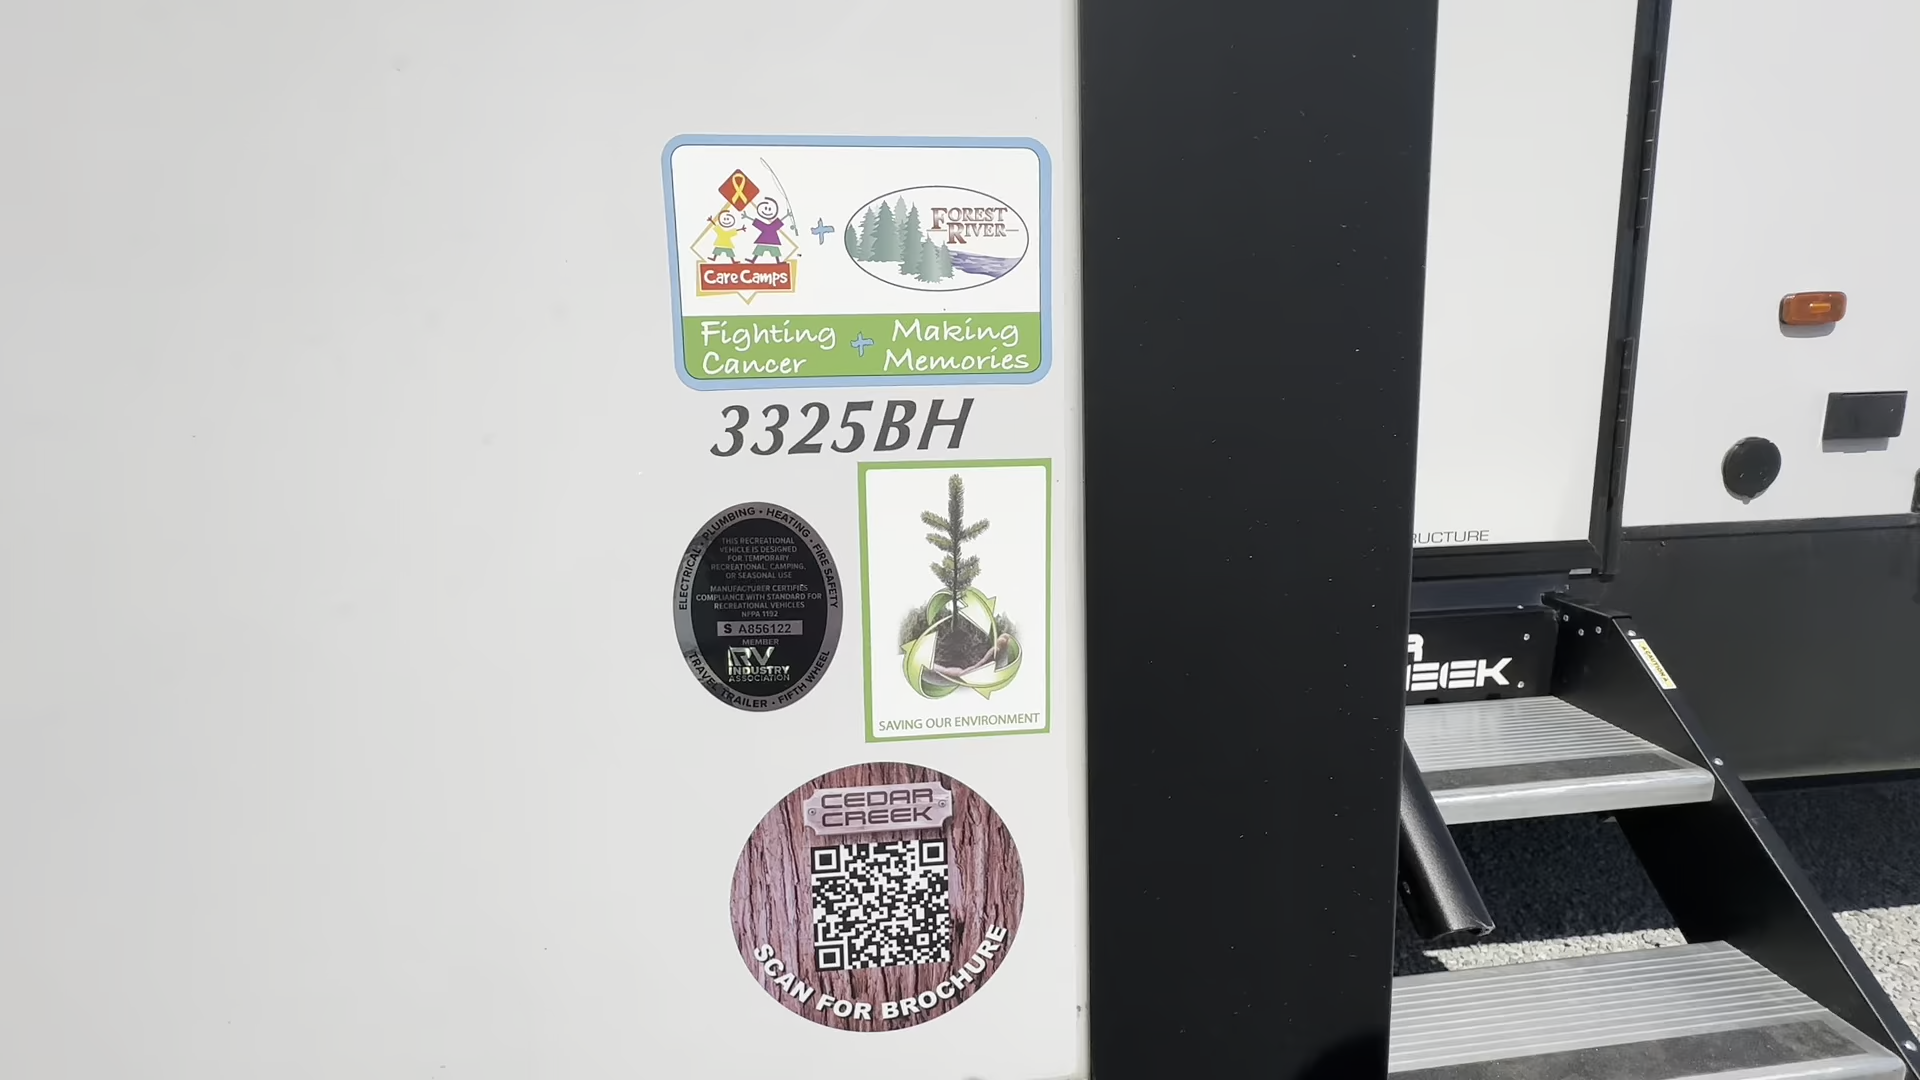 Care Camps
FOREST
RIVER
Fighting
Cancer
Making
Memories
3325BH
ELECTRICAL • PLUMBING • HEATING • FIRE SAFETY
THIS RECREATIONAL
VEHICLE IS DESIGNED
FOR TEMPORARY
RECREATIONAL, CAMPING,
OR SEASONAL USE
MANUFACTURER CERTIFIES
COMPLIANCE WITH STANDARD FOR
RECREATIONAL VEHICLES
NFPA 1192
S A856122
MEMBER
RV
INDUSTRY
ASSOCIATION
TRAVEL TRAILER • FIFTH WHEEL
SAVING OUR ENVIRONMENT
CEDAR
CREEK
SCAN FOR BROCHURE
RUCTURE
R
EEK
CAUTION